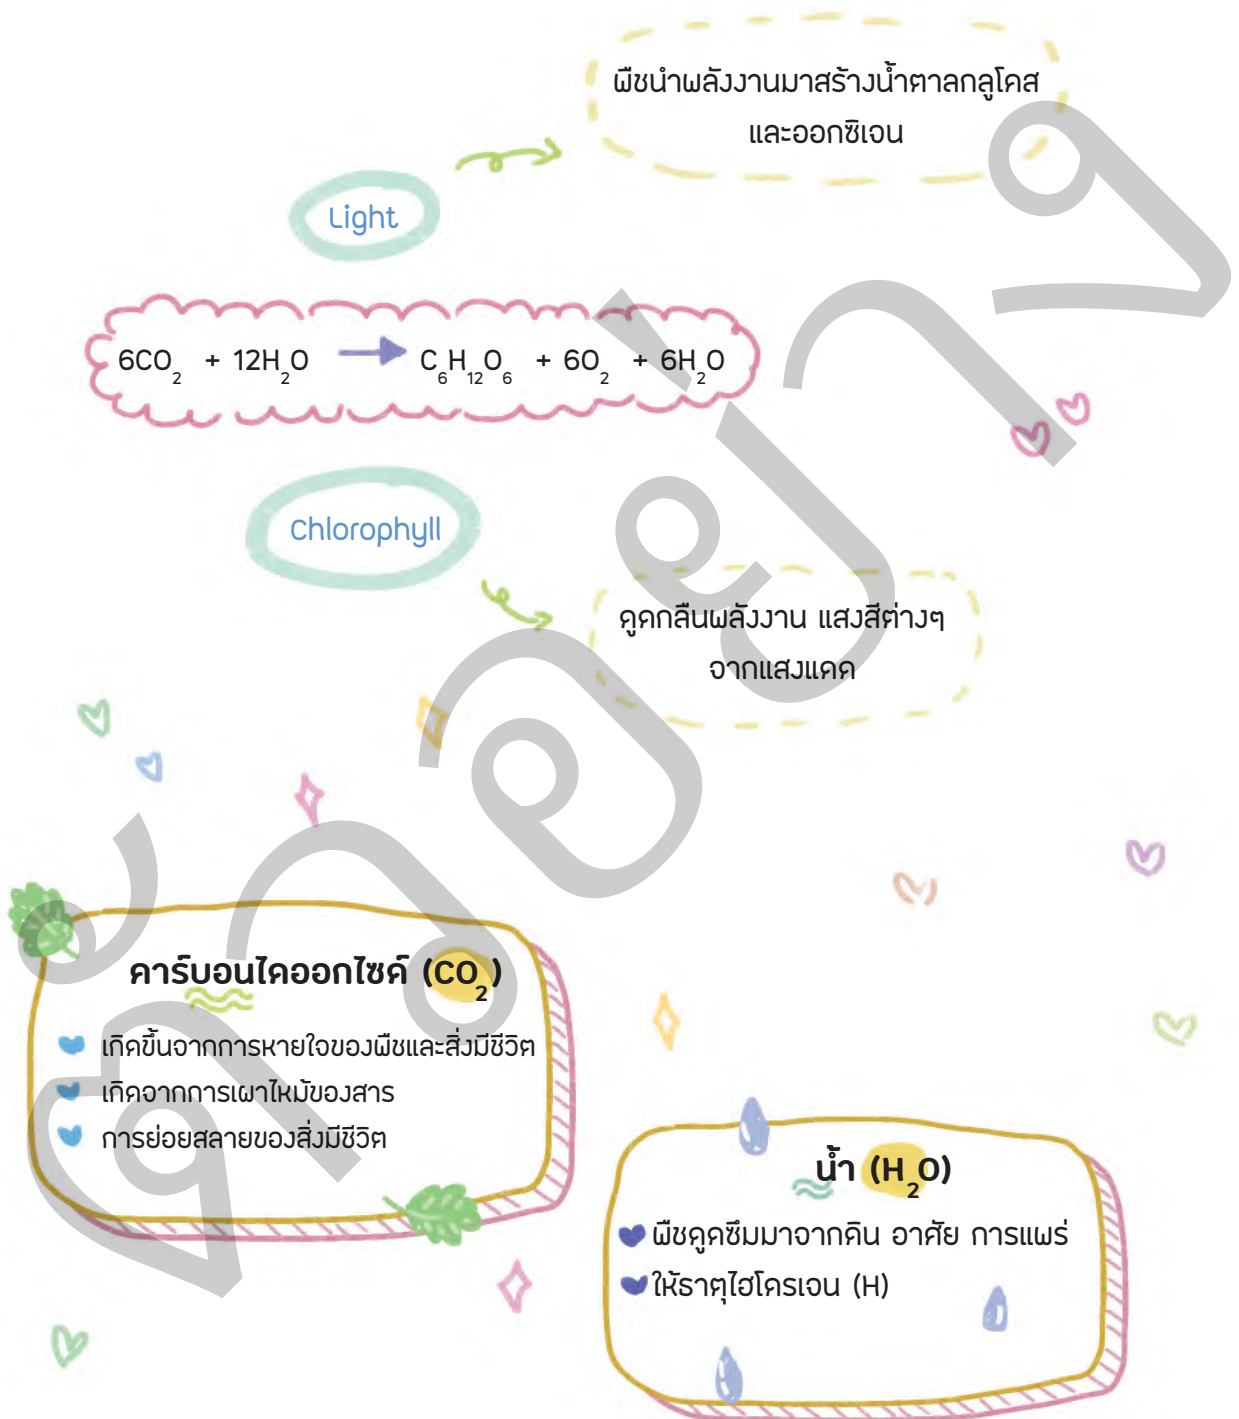 พืชนำพลังงานมาสร้างน้ำตาลกลูโคส
และออกซิเจน
Light
6CO₂ + 12H₂O → C₆H₁₂O₆ + 6O₂ + 6H₂O
Chlorophyll
ดูดกลืนพลังงาน แสงสีต่างๆ
จากแสงแดด
คาร์บอนไดออกไซด์ (CO₂)
เกิดขึ้นจากการหายใจของพืชและสิ่งมีชีวิต
เกิดจากการเผาไหม้ของสาร
การย่อยสลายของสิ่งมีชีวิต
น้ำ (H₂O)
พืชดูดซึมมาจากดิน อาศัย การแพร่
ให้ธาตุไฮโดรเจน (H)
ตัวอย่าง